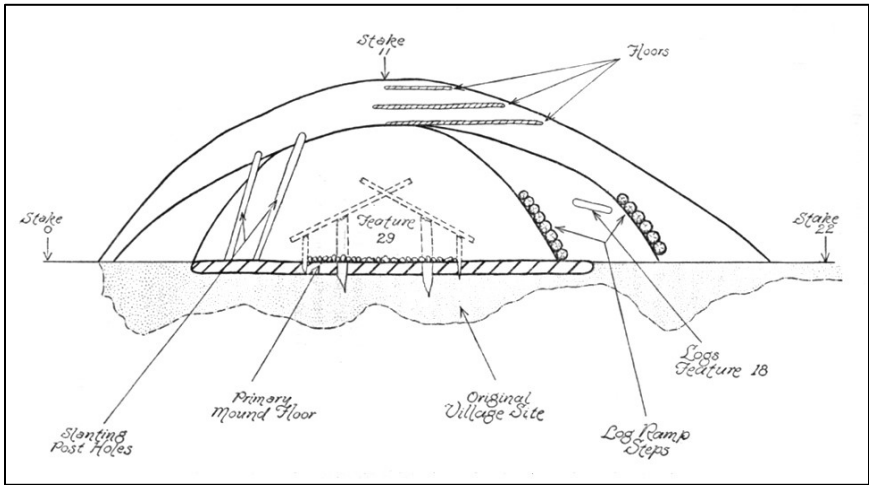 Stake
11
Floors
Feature
29
Stake
0
Stake
22
Logs
Feature 18
Primary
Mound Floor
Original
Village Site
Slanting
Post Holes
Log Ramp
Steps